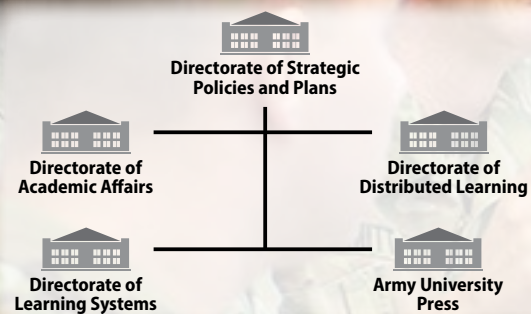 Directorate of Strategic
Policies and Plans
Directorate of
Academic Affairs
Directorate of
Distributed Learning
Directorate of
Learning Systems
Army University
Press